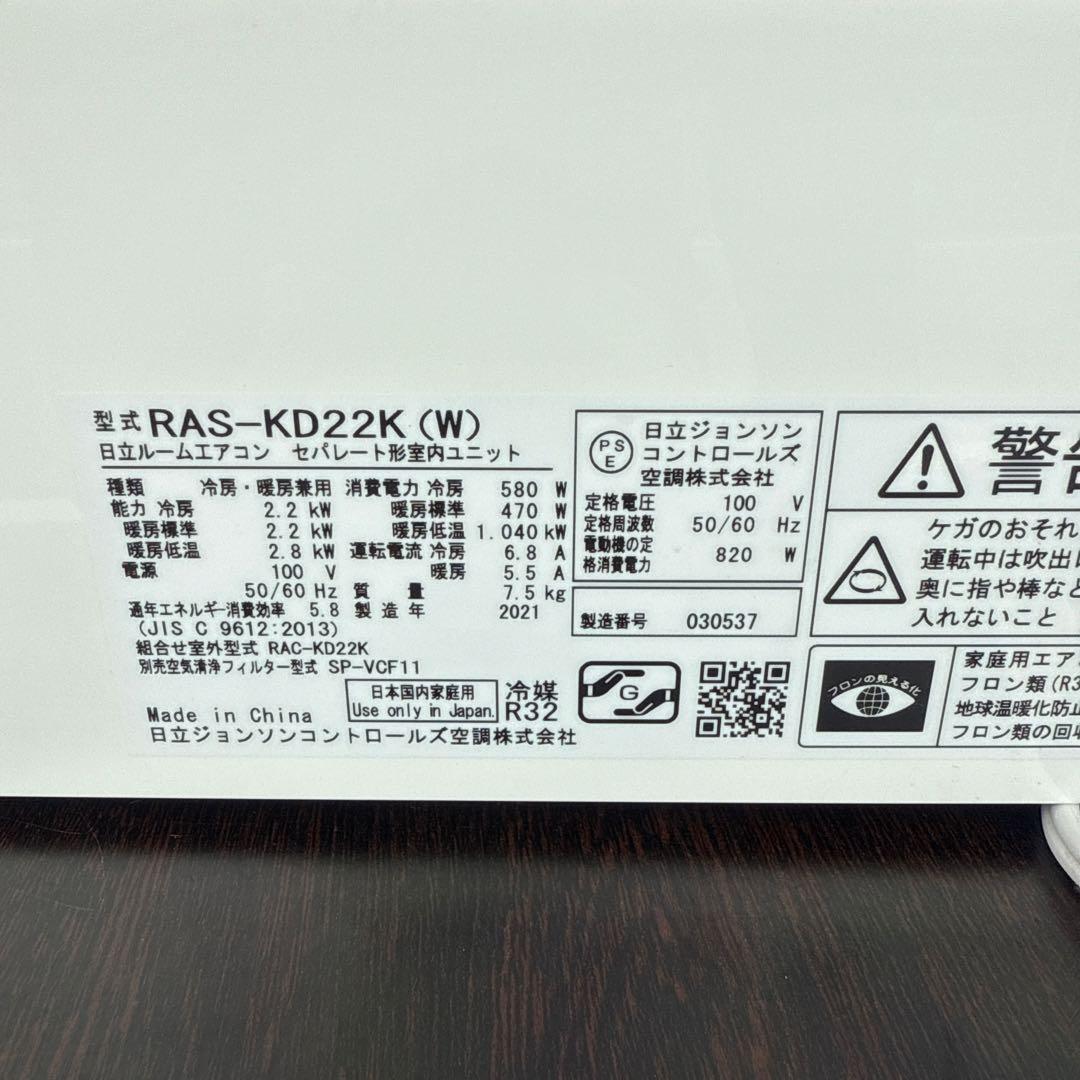 型式 RAS-KD22K (W)
日立ルームエアコン セパレート形室内ユニット
種類 冷房・暖房兼用 消費電力 冷房 580 W
能力 冷房 2.2 kW 暖房標準 470 W
暖房標準 2.2 kW 暖房低温 1.040 kW
暖房低温 2.8 kW 運転電流 冷房 6.8 A
電源 100 V 暖房 5.5 A
50/60 Hz 質量 7.5 kg
通年エネルギー消費効率 5.8 製造年 2021
(JIS C 9612:2013)
組合せ室外型式 RAC-KD22K
別売空気清浄フィルター型式 SP-VCF11
日本国内家庭用
Use only in Japan.
冷媒
R32
Made in China
日立ジョンソンコントロールズ空調株式会社
PS
E
日立ジョンソン
コントロールズ
空調株式会社
定格電圧 100 V
定格周波数 50/60 Hz
電動機の定
格消費電力 820 W
製造番号 030537
G
警告
ケガのおそれ
運転中は吹出し
奥に指や棒など
入れないこと
フロンの見える化
家庭用エア
フロン類(R3
地球温暖化防止
フロン類の回収